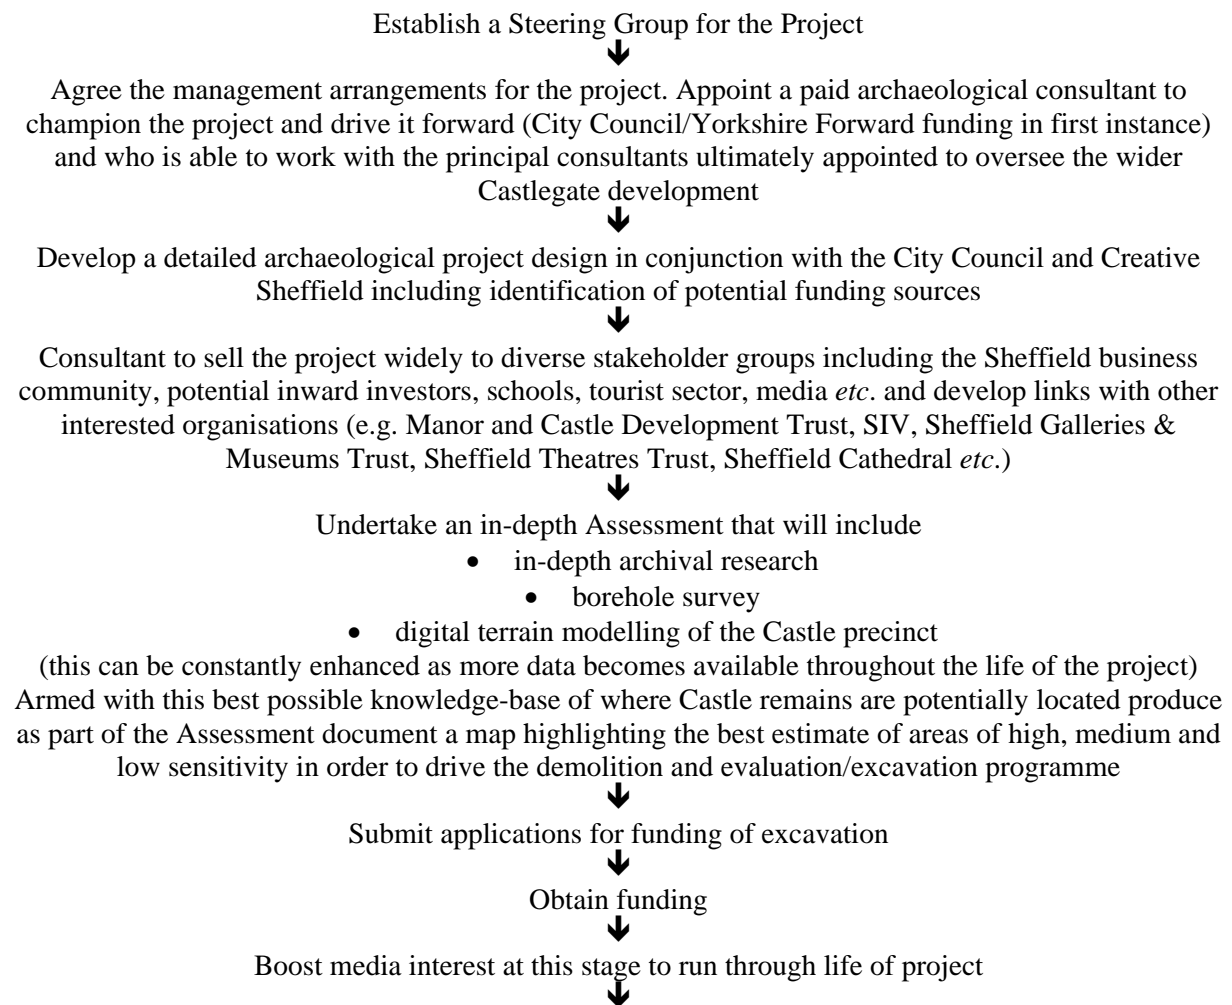 Establish a Steering Group for the Project
🡻
Agree the management arrangements for the project. Appoint a paid archaeological consultant to
champion the project and drive it forward (City Council/Yorkshire Forward funding in first instance)
and who is able to work with the principal consultants ultimately appointed to oversee the wider
Castlegate development
🡻
Develop a detailed archaeological project design in conjunction with the City Council and Creative
Sheffield including identification of potential funding sources
🡻
Consultant to sell the project widely to diverse stakeholder groups including the Sheffield business
community, potential inward investors, schools, tourist sector, media etc. and develop links with other
interested organisations (e.g. Manor and Castle Development Trust, SIV, Sheffield Galleries &
Museums Trust, Sheffield Theatres Trust, Sheffield Cathedral etc.)
🡻
Undertake an in-depth Assessment that will include
• in-depth archival research
• borehole survey
• digital terrain modelling of the Castle precinct
(this can be constantly enhanced as more data becomes available throughout the life of the project)
Armed with this best possible knowledge-base of where Castle remains are potentially located produce
as part of the Assessment document a map highlighting the best estimate of areas of high, medium and
low sensitivity in order to drive the demolition and evaluation/excavation programme
🡻
Submit applications for funding of excavation
🡻
Obtain funding
🡻
Boost media interest at this stage to run through life of project
🡻